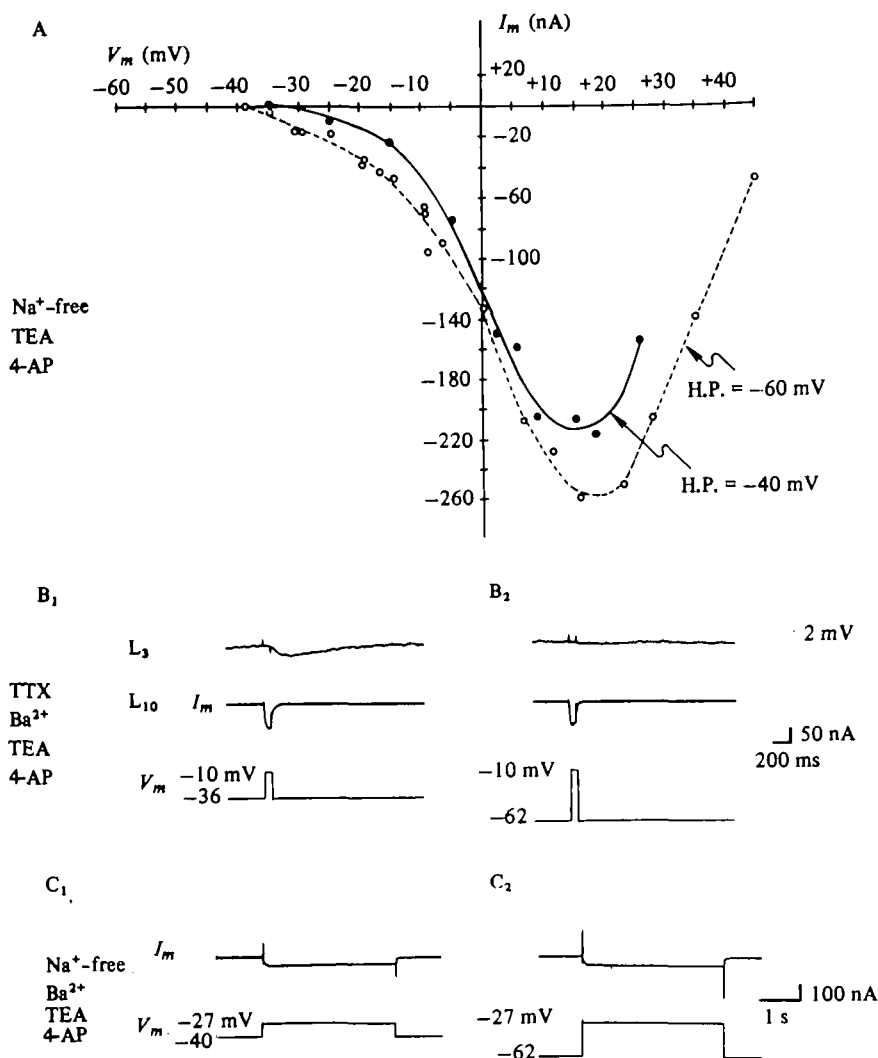 A
V_m (mV)
I_m (nA)
−60 −50 −40 −30 −10 +20 +10 +20 +30 +40
−20
−60
−100
−140
−180
−220
−260
Na⁺-free
TEA
4-AP
H.P. = −60 mV
H.P. = −40 mV
B₁
B₂
L₃
2 mV
TTX
Ba²⁺
TEA
4-AP
L₁₀ I_m
50 nA
200 ms
V_m −10 mV
−36
−10 mV
−62
C₁
C₂
I_m
Na⁺-free
Ba²⁺
TEA
4-AP
100 nA
1 s
V_m −27 mV
−40
−27 mV
−62